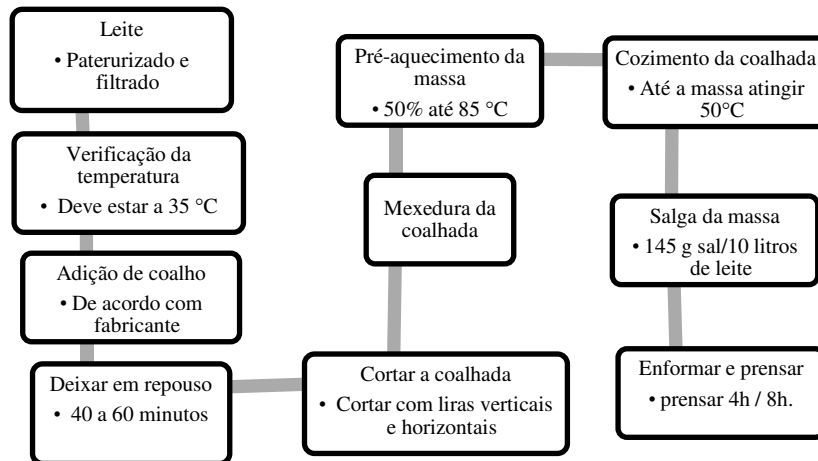 Leite
• Paterurizado e
filtrado
Verificação da
temperatura
• Deve estar a 35 °C
Adição de coalho
• De acordo com
fabricante
Deixar em repouso
• 40 a 60 minutos
Cortar a coalhada
• Cortar com liras verticais
e horizontais
Mexedura da
coalhada
Pré-aquecimento da
massa
• 50% até 85 °C
Cozimento da coalhada
• Até a massa atingir
50°C
Salga da massa
• 145 g sal/10 litros
de leite
Enformar e prensar
• prensar 4h / 8h.